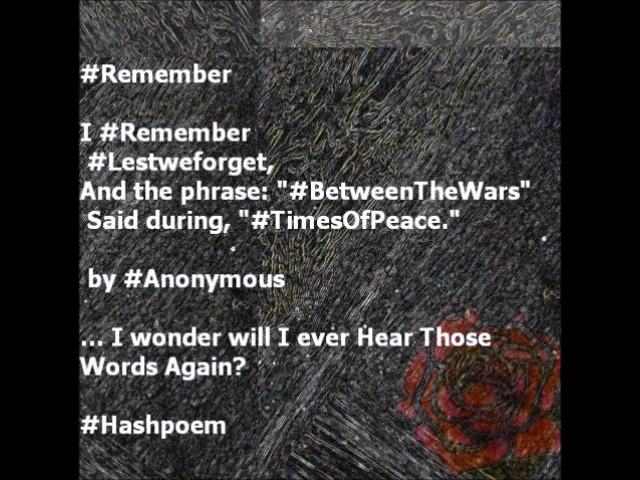 #Remember
I #Remember
#Lestweforget,
And the phrase: "#BetweenTheWars"
Said during, "#TimesOfPeace."
by #Anonymous
... I wonder will I ever Hear Those
Words Again?
#Hashpoem